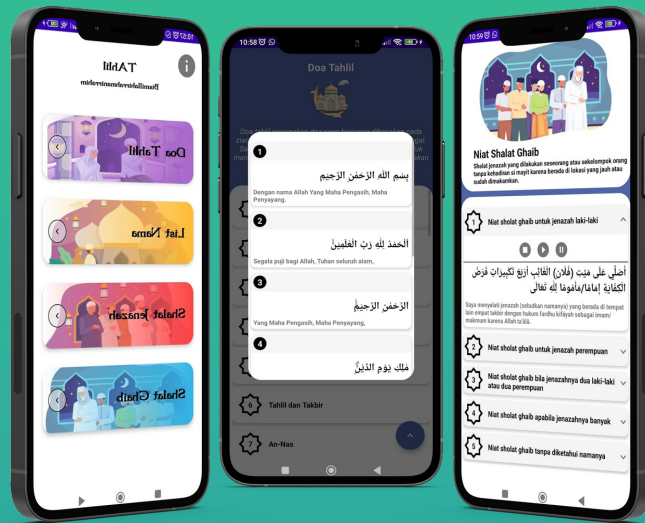 10:57
TAhlil
Bismillahirrahmanirrahim
Doa Tahlil
List Nama
Shalat Jenazah
Shalat Ghaib
10:58
Doa Tahlil
1
بِسْمِ اللّٰهِ الرَّحْمٰنِ الرَّحِيْمِ
Dengan nama Allah Yang Maha Pengasih, Maha
Penyayang.
2
اَلْحَمْدُ لِلّٰهِ رَبِّ الْعٰلَمِيْنَۙ
Segala puji bagi Allah, Tuhan seluruh alam,
3
الرَّحْمٰنِ الرَّحِيْمِۙ
Yang Maha Pengasih, Maha Penyayang,
4
مٰلِكِ يَوْمِ الدِّيْنِۗ
6 Tahlil dan Takbir
7 An-Nas
10:59
Niat Shalat Ghaib
Shalat jenazah yang dilakukan seseorang atau sekelompok orang
tanpa kehadiran si mayit karena berada di lokasi yang jauh atau
sudah dimakamkan.
1 Niat sholat ghaib untuk jenazah laki-laki
أُصَلِّي عَلَى مَيِّتِ (فُلَانٍ) الْغَائِبِ أَرْبَعَ تَكْبِيرَاتٍ فَرْضَ
الْكِفَايَةِ إِمَامًا/مَأْمُومًا لِلّٰهِ تَعَالَى
Saya menyalati jenazah (sebutkan namanya) yang berada di tempat
lain empat takbir dengan hukum fardhu kifayah sebagai imam/
makmum karena Allah ta'ālā.
2 Niat sholat ghaib untuk jenazah perempuan
3 Niat sholat ghaib bila jenazahnya dua laki-laki
atau dua perempuan
4 Niat sholat ghaib apabila jenazahnya banyak
5 Niat sholat ghaib tanpa diketahui namanya